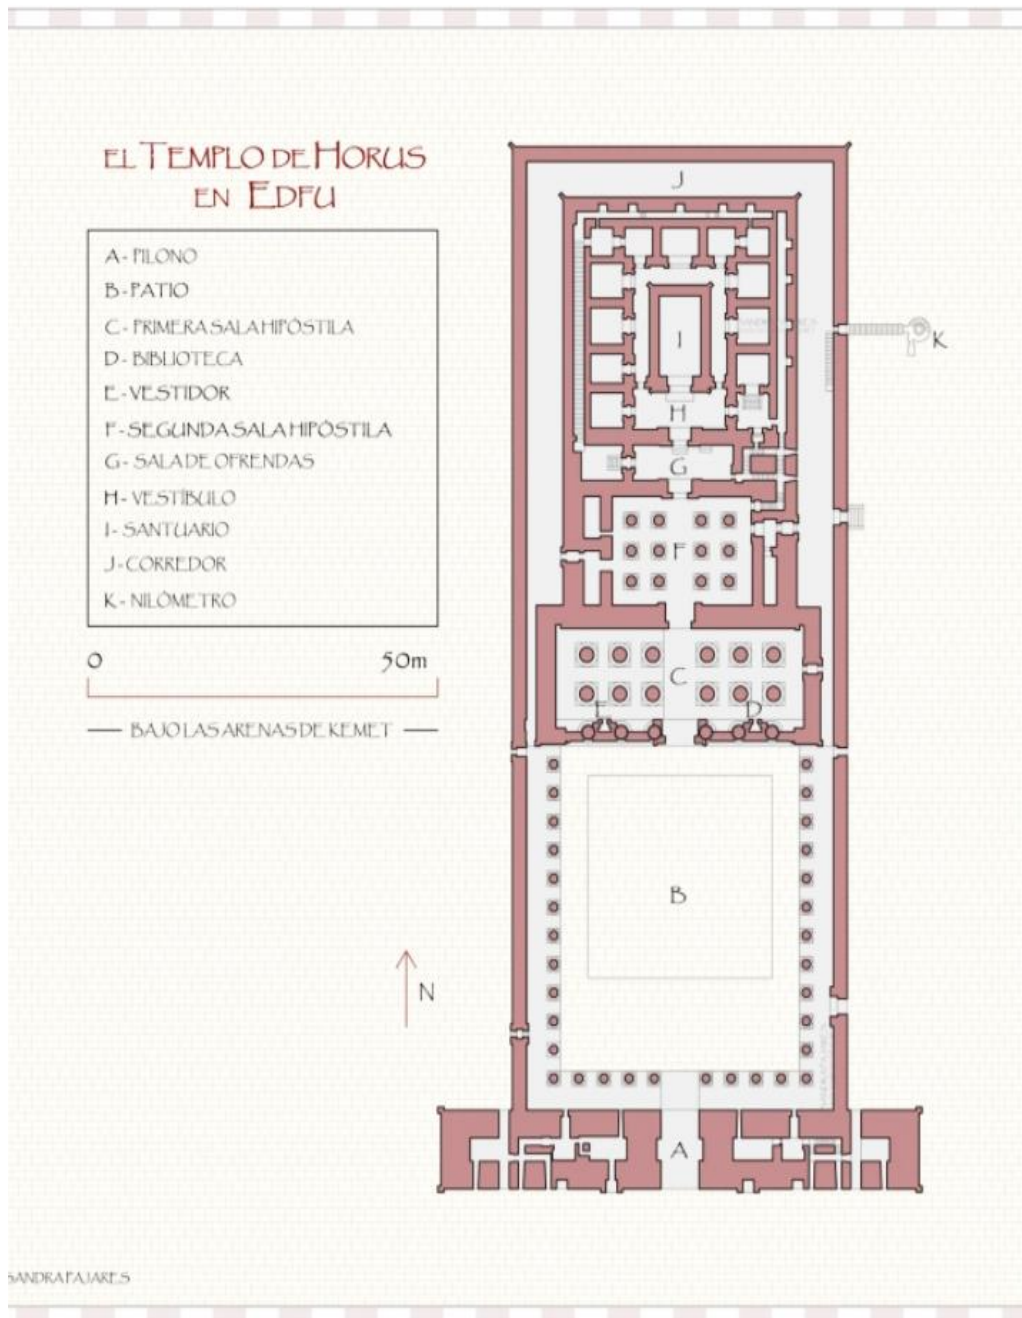 EL TEMPLO DE HORUS
EN EDFU
A- PILONO
B- PATIO
C- PRIMERA SALA HIPÓSTILA
D- BIBLIOTECA
E- VESTIDOR
F- SEGUNDA SALA HIPÓSTILA
G- SALA DE OFRENDAS
H- VESTÍBULO
I- SANTUARIO
J- CORREDOR
K- NILÓMETRO
0 50m
BAJO LAS ARENAS DE KEMET
J
K
I
H
G
F
C
E D
B
N
A
SANDRA PAJARES